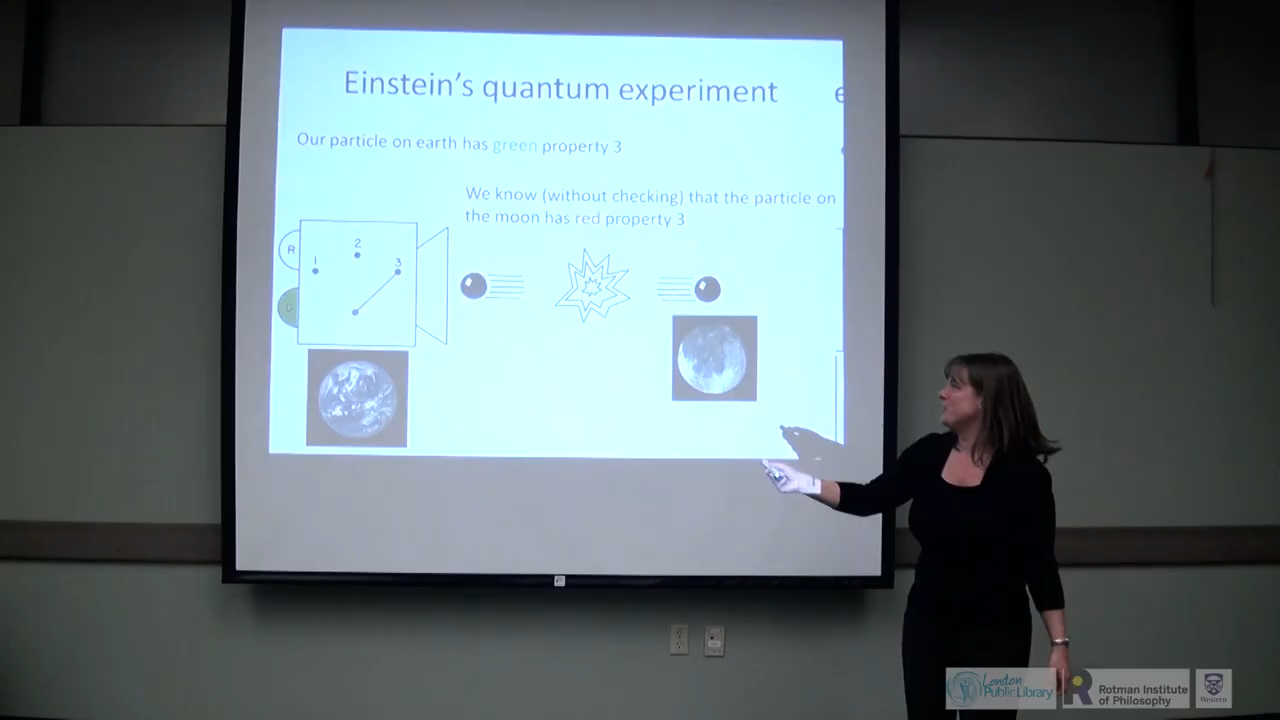 Einstein's quantum experiment
e
Our particle on earth has green property 3
We know (without checking) that the particle on
the moon has red property 3
R
1
2
3
G
London
Public Library
Rotman Institute
of Philosophy
Western